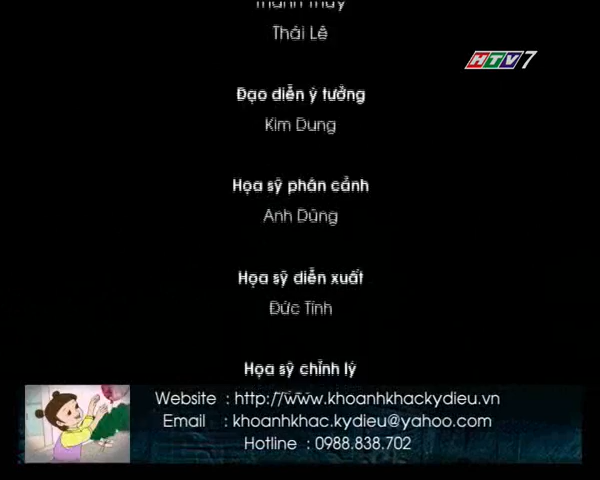 Thái Lê
HTV7
Đạo diễn ý tưởng
Kim Dung
Họa sỹ phân cảnh
Anh Dũng
Họa sỹ diễn xuất
Đức Tính
Họa sỹ chỉnh lý
Website : http://www.khoanhkhackydieu.vn
Email : khoanhkhac.kydieu@yahoo.com
Hotline : 0988.838.702